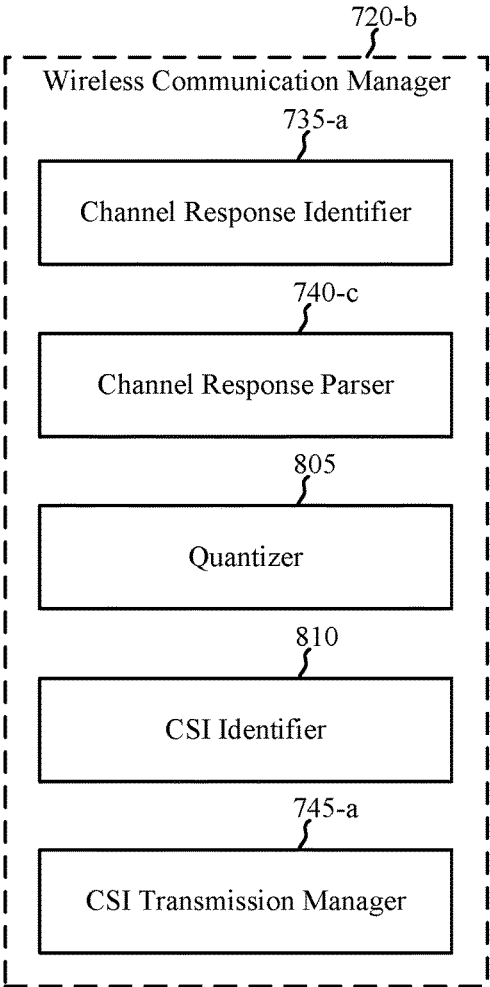 720-b
Wireless Communication Manager
735-a
Channel Response Identifier
740-c
Channel Response Parser
805
Quantizer
810
CSI Identifier
745-a
CSI Transmission Manager